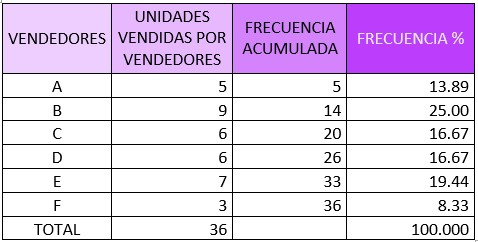 VENDEDORES UNIDADES VENDIDAS POR VENDEDORES FRECUENCIA ACUMULADA FRECUENCIA %
A 5 5 13.89
B 9 14 25.00
C 6 20 16.67
D 6 26 16.67
E 7 33 19.44
F 3 36 8.33
TOTAL 36 100.000